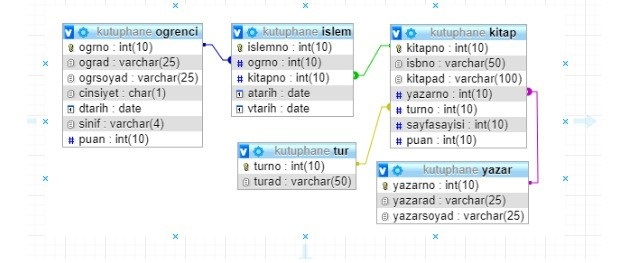 kutuphane ogrenci
ogrno : int(10)
ograd : varchar(25)
ogrsoyad : varchar(25)
cinsiyet : char(1)
dtarih : date
sinif : varchar(4)
puan : int(10)
kutuphane islem
islemno : int(10)
ogrno : int(10)
kitapno : int(10)
atarih : date
vtarih : date
kutuphane kitap
kitapno : int(10)
isbno : varchar(50)
kitapad : varchar(100)
yazarno : int(10)
turno : int(10)
sayfasayisi : int(10)
puan : int(10)
kutuphane tur
turno : int(10)
turad : varchar(50)
kutuphane yazar
yazarno : int(10)
yazarad : varchar(25)
yazarsoyad : varchar(25)